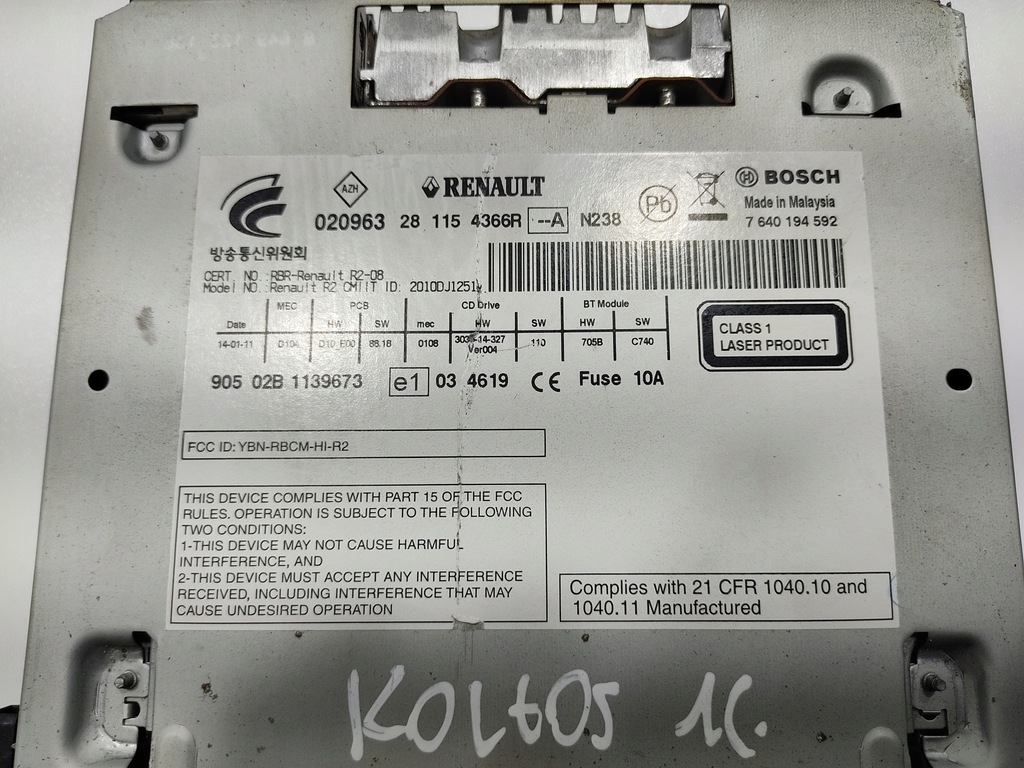 AZH RENAULT BOSCH
Made in Malaysia
020963 28 115 4366R --A N238 Pb 7 640 194 592
방송통신위원회
CERT. NO.:RBR-Renault R2-08
Model NO.:Renault R2 CMIIT ID: 2010DJ1251
MEC PCB CD Drive BT Module
Date HW SW mec HW SW HW SW
14-01-11 D104 D10 E00 88.18 0108 110 705B C740
Ver004
CLASS 1
LASER PRODUCT
905 02B 1139673 e1 03 4619 CE Fuse 10A
FCC ID: YBN-RBCM-HI-R2
THIS DEVICE COMPLIES WITH PART 15 OF THE FCC
RULES. OPERATION IS SUBJECT TO THE FOLLOWING
TWO CONDITIONS:
1-THIS DEVICE MAY NOT CAUSE HARMFUL
INTERFERENCE, AND
2-THIS DEVICE MUST ACCEPT ANY INTERFERENCE
RECEIVED, INCLUDING INTERFERENCE THAT MAY
CAUSE UNDESIRED OPERATION
Complies with 21 CFR 1040.10 and
1040.11 Manufactured
KOLEOS